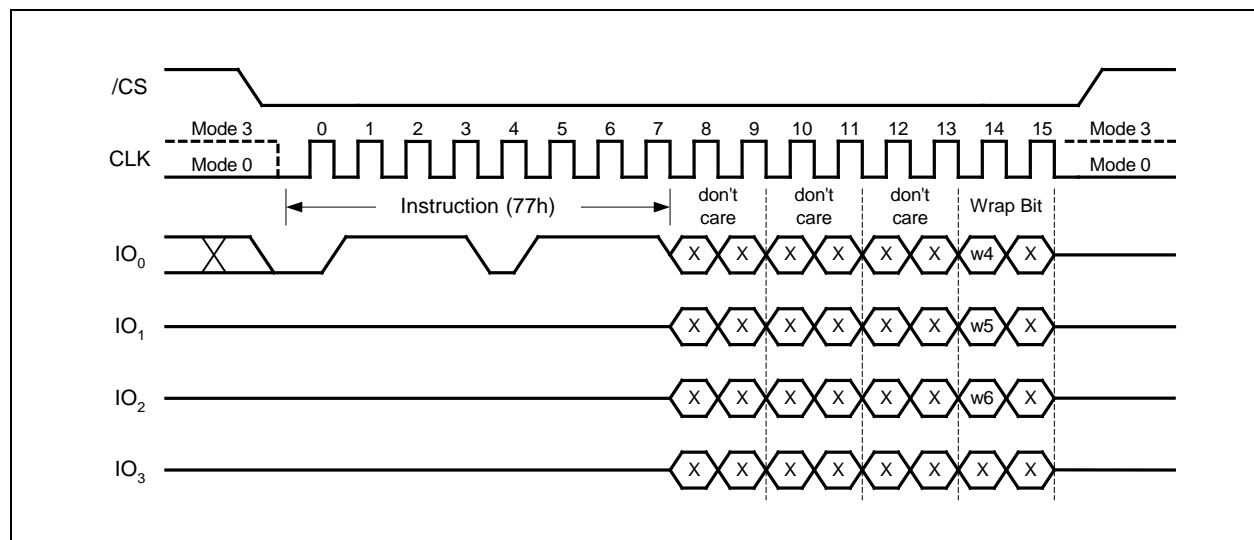 /CS
Mode 3 0 1 2 3 4 5 6 7 8 9 10 11 12 13 14 15 Mode 3
CLK
Mode 0 Mode 0
Instruction (77h) don't care don't care don't care Wrap Bit
IO0 X X X X X X w4 X
IO1 X X X X X X w5 X
IO2 X X X X X X w6 X
IO3 X X X X X X X X